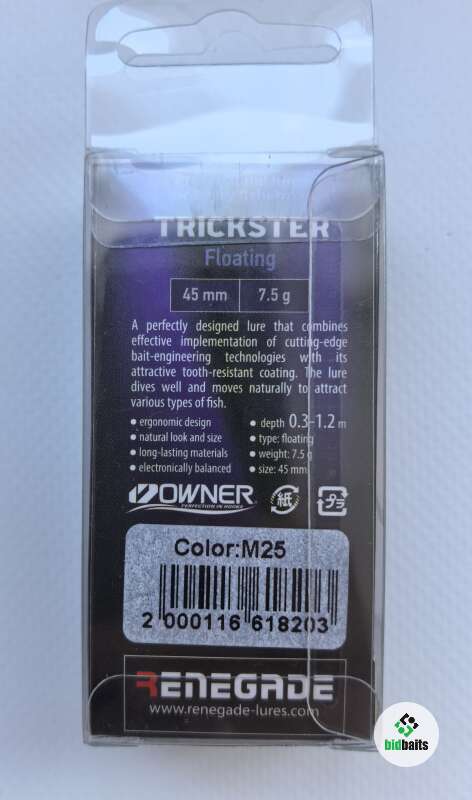 TRICKSTER
Floating
45 mm 7.5 g
A perfectly designed lure that combines
effective implementation of cutting-edge
bait-engineering technologies with its
attractive tooth-resistant coating. The lure
dives well and moves naturally to attract
various types of fish.
• ergonomic design
• natural look and size
• long-lasting materials
• electronically balanced
• depth 0.3-1.2 m
• type: floating
• weight: 7.5 g
• size: 45 mm
OWNER
PERFECTION IN HOOKS
紙
プラ
Color:M25
2 000116 618203
RENEGADE
www.renegade-lures.com
bidbaits